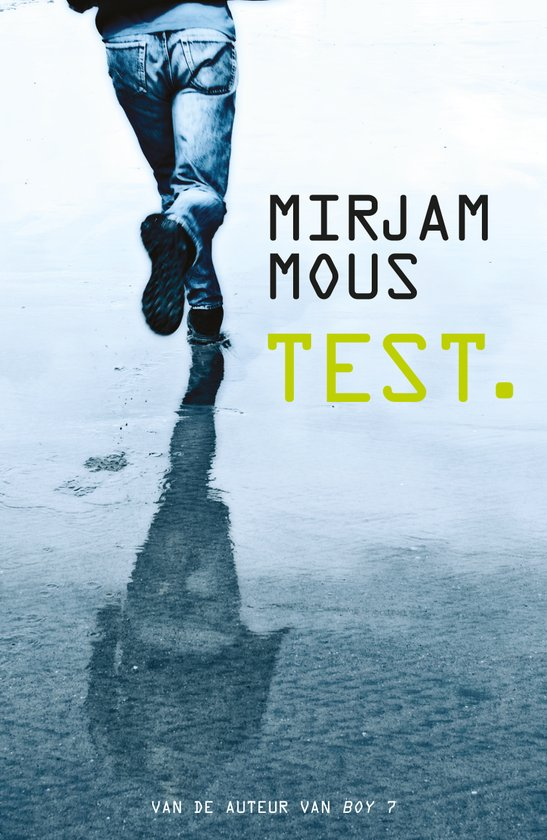 MIRJAM
MOUS
TEST.
VAN DE AUTEUR VAN BOY 7